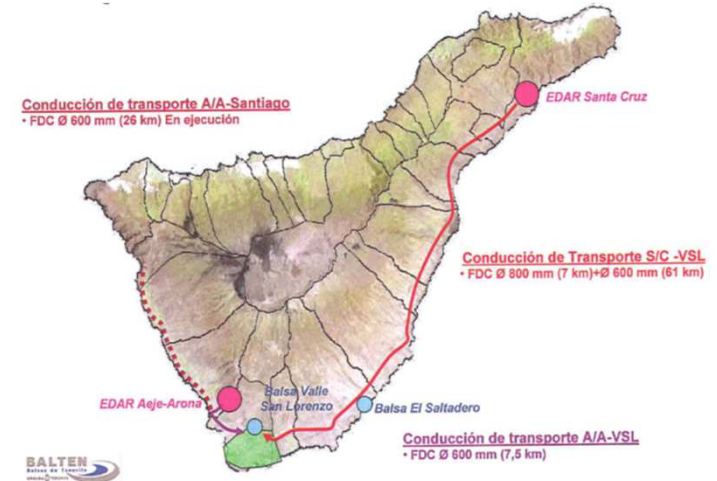 Conducción de transporte A/A-Santiago
• FDC Ø 600 mm (26 km) En ejecución
EDAR Santa Cruz
Conducción de Transporte S/C -VSL
• FDC Ø 800 mm (7 km)+Ø 600 mm (61 km)
EDAR Aeje-Arona
Balsa Valle
San Lorenzo
Balsa El Saltadero
Conducción de transporte A/A-VSL
• FDC Ø 600 mm (7,5 km)
BALTEN
Balsas de Tenerife